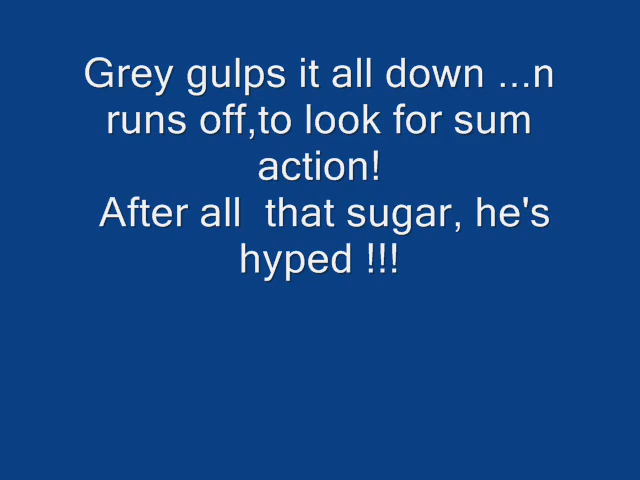 Grey gulps it all down ...n
runs off,to look for sum
action!
After all  that sugar, he's
hyped !!!